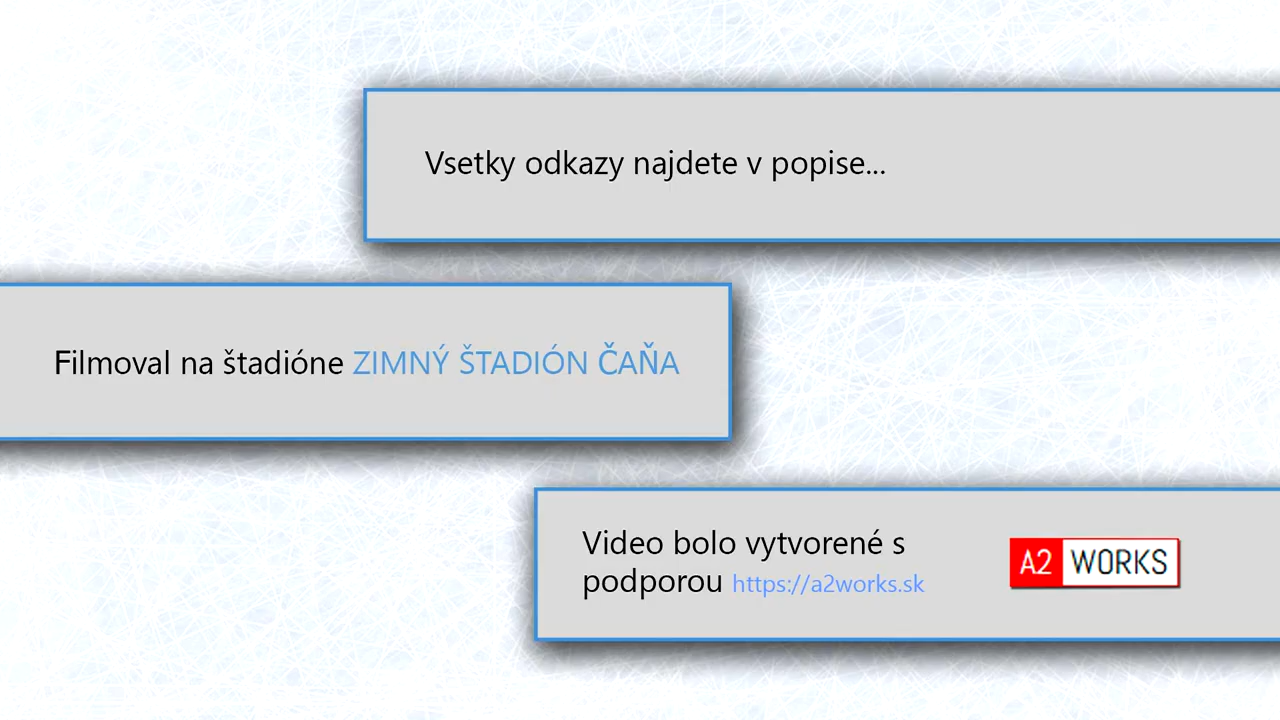 Vsetky odkazy najdete v popise...
Filmoval na štadióne ZIMNÝ ŠTADIÓN ČAŇA
Video bolo vytvorené s
podporou https://a2works.sk
A2 WORKS